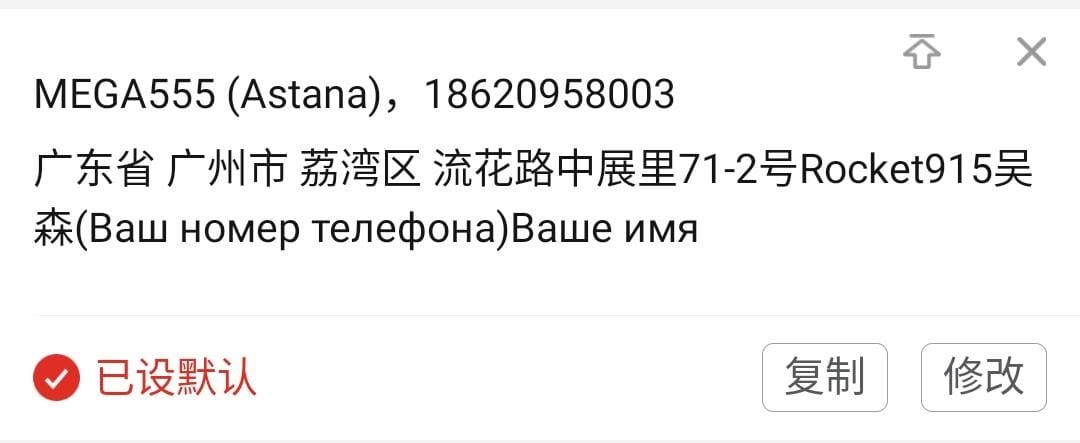 MEGA555 (Astana)，18620958003
广东省 广州市 荔湾区 流花路中展里71-2号Rocket915吴
森(Ваш номер телефона)Ваше имя
已设默认
复制
修改